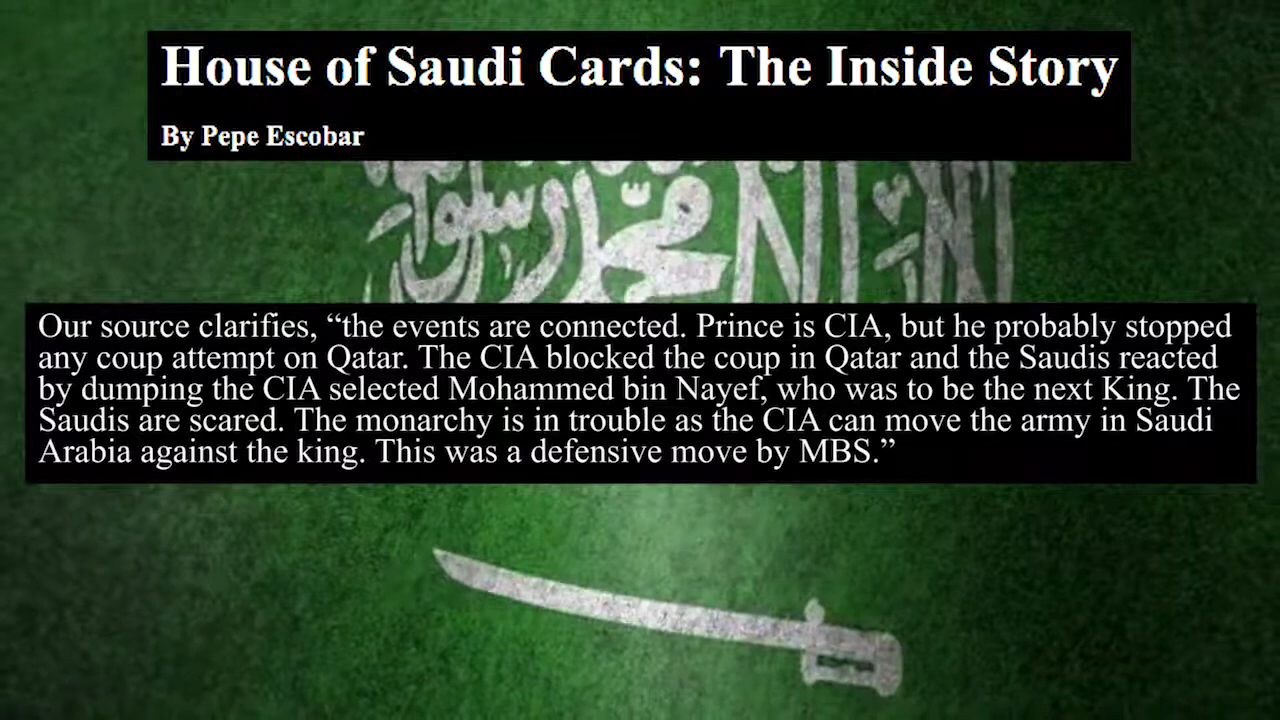 House of Saudi Cards: The Inside Story
By Pepe Escobar
محمد رسول
Our source clarifies, “the events are connected. Prince is CIA, but he probably stopped
any coup attempt on Qatar. The CIA blocked the coup in Qatar and the Saudis reacted
by dumping the CIA selected Mohammed bin Nayef, who was to be the next King. The
Saudis are scared. The monarchy is in trouble as the CIA can move the army in Saudi
Arabia against the king. This was a defensive move by MBS.”